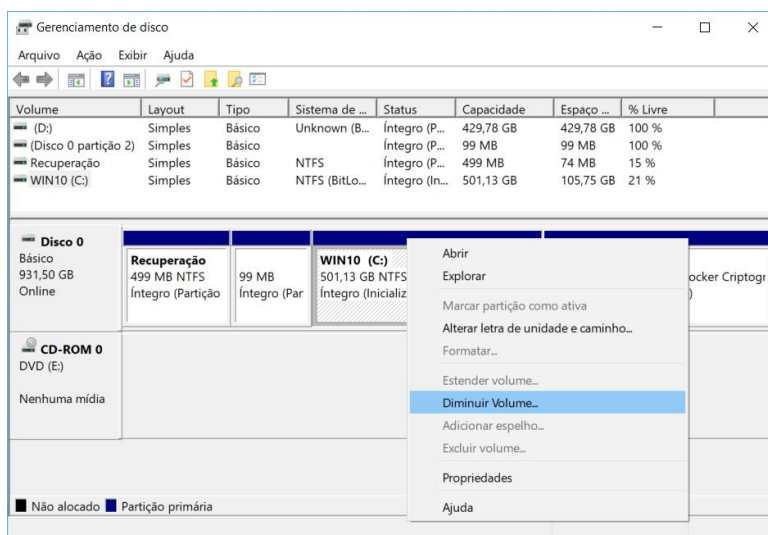 Gerenciamento de disco
Arquivo Ação Exibir Ajuda
Volume Layout Tipo Sistema de ... Status Capacidade Espaço ... % Livre
(D:) Simples Básico Unknown (B... Íntegro (P... 429,78 GB 429,78 GB 100 %
(Disco 0 partição 2) Simples Básico Íntegro (P... 99 MB 99 MB 100 %
Recuperação Simples Básico NTFS Íntegro (P... 499 MB 74 MB 15 %
WIN10 (C:) Simples Básico NTFS (BitLo... Íntegro (In... 501,13 GB 105,75 GB 21 %
Disco 0
Básico
931,50 GB
Online
Recuperação
499 MB NTFS
Íntegro (Partição
99 MB
Íntegro (Par
WIN10 (C:)
501,13 GB NTFS
Íntegro (Inicializ
ocker Criptogr
)
Abrir
Explorar
Marcar partição como ativa
Alterar letra de unidade e caminho...
Formatar...
Estender volume...
Diminuir Volume...
Adicionar espelho...
Excluir volume...
Propriedades
Ajuda
CD-ROM 0
DVD (E:)
Nenhuma mídia
Não alocado Partição primária